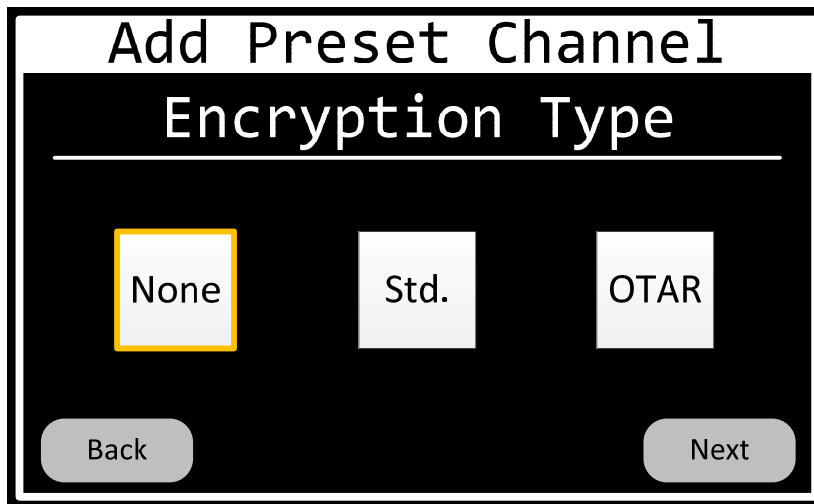 Add Preset Channel
Encryption Type
None Std. OTAR
Back Next